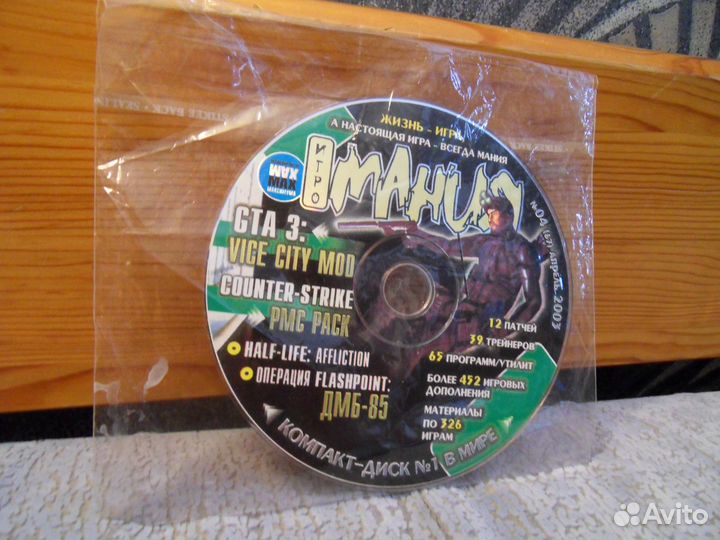 ЖИЗНЬ - ИГРА,
А НАСТОЯЩАЯ ИГРА - ВСЕГДА МАНИЯ
ИГРО
МАНИЯ
№04 (67) АПРЕЛЬ 2003
GTA 3:
VICE CITY MOD
COUNTER-STRIKE
PMC PACK
HALF-LIFE: AFFLICTION
ОПЕРАЦИЯ FLASHPOINT:
ДМБ-85
12 ПАТЧЕЙ
39 ТРЕЙНЕРОВ
65 ПРОГРАММ/УТИЛИТ
БОЛЕЕ 452 ИГРОВЫХ
ДОПОЛНЕНИЯ
МАТЕРИАЛЫ
ПО 326
ИГРАМ
КОМПАКТ-ДИСК №1 В МИРЕ
Avito